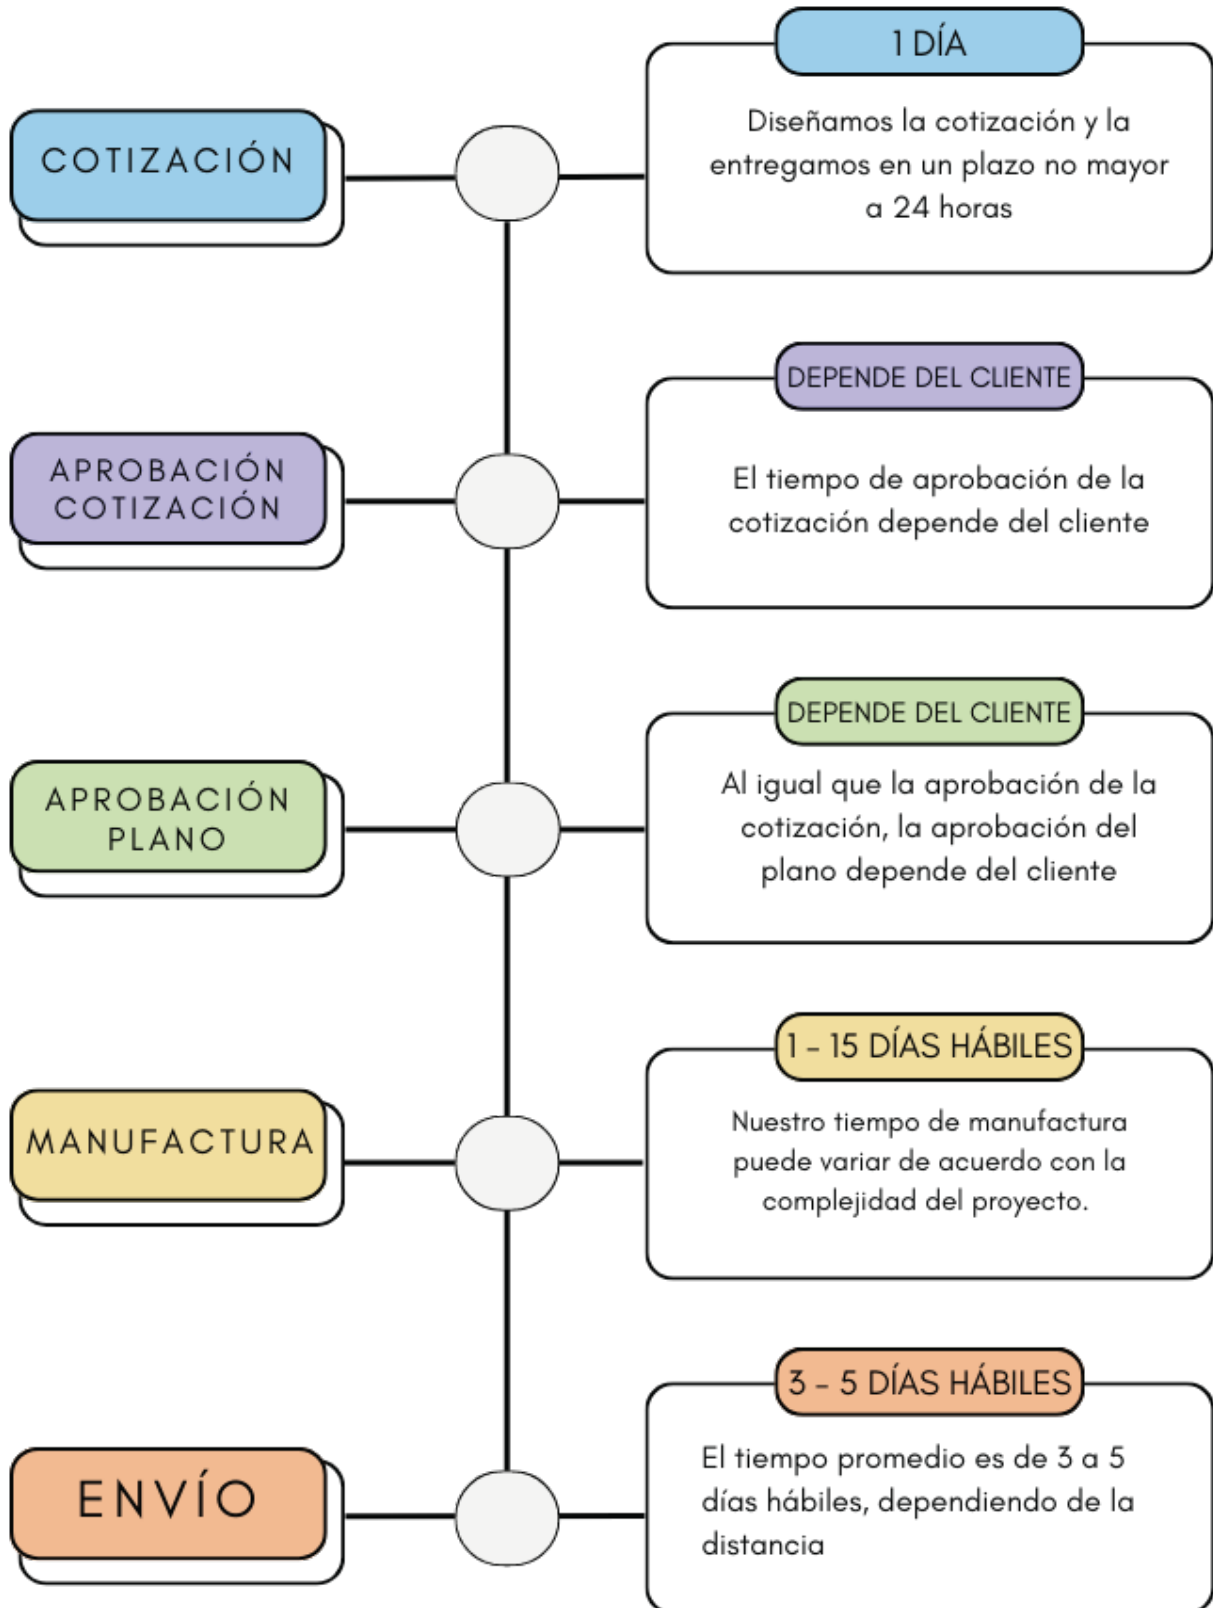 COTIZACIÓN
1 DÍA
Diseñamos la cotización y la
entregamos en un plazo no mayor
a 24 horas
APROBACIÓN
COTIZACIÓN
DEPENDE DEL CLIENTE
El tiempo de aprobación de la
cotización depende del cliente
APROBACIÓN
PLANO
DEPENDE DEL CLIENTE
Al igual que la aprobación de la
cotización, la aprobación del
plano depende del cliente
MANUFACTURA
1 - 15 DÍAS HÁBILES
Nuestro tiempo de manufactura
puede variar de acuerdo con la
complejidad del proyecto.
ENVÍO
3 - 5 DÍAS HÁBILES
El tiempo promedio es de 3 a 5
días hábiles, dependiendo de la
distancia